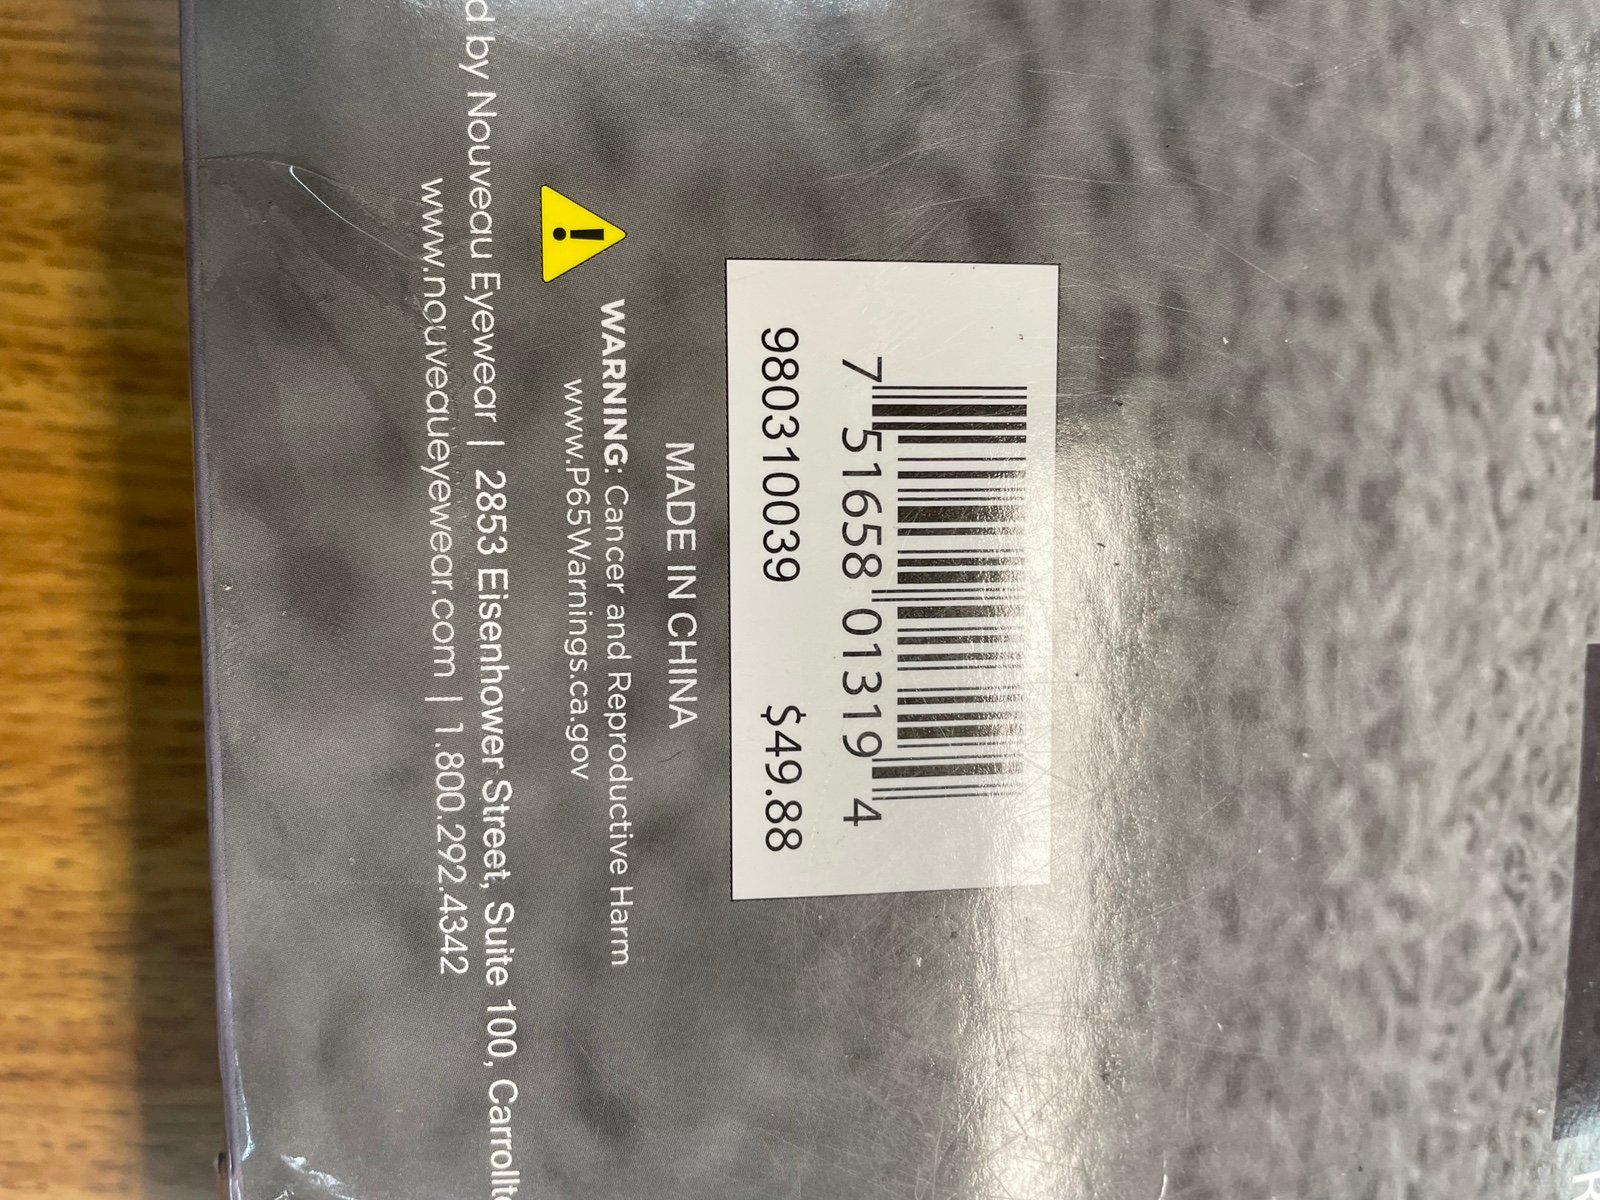 7 51658 01319 4
980310039 $49.88
MADE IN CHINA
WARNING: Cancer and Reproductive Harm
www.P65Warnings.ca.gov
by Nouveau Eyewear | 2853 Eisenhower Street, Suite 100,
www.nouveaueyewear.com | 1.800.292.4342